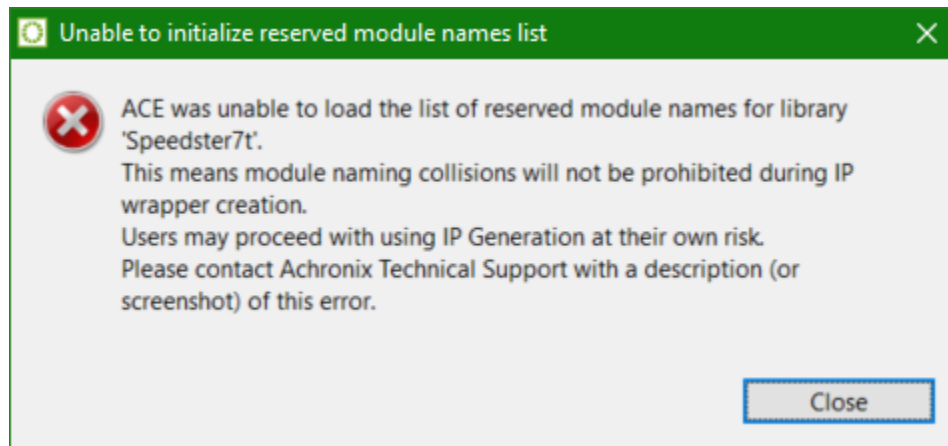 Unable to initialize reserved module names list
ACE was unable to load the list of reserved module names for library
'Speedster7t'.
This means module naming collisions will not be prohibited during IP
wrapper creation.
Users may proceed with using IP Generation at their own risk.
Please contact Achronix Technical Support with a description (or
screenshot) of this error.
Close